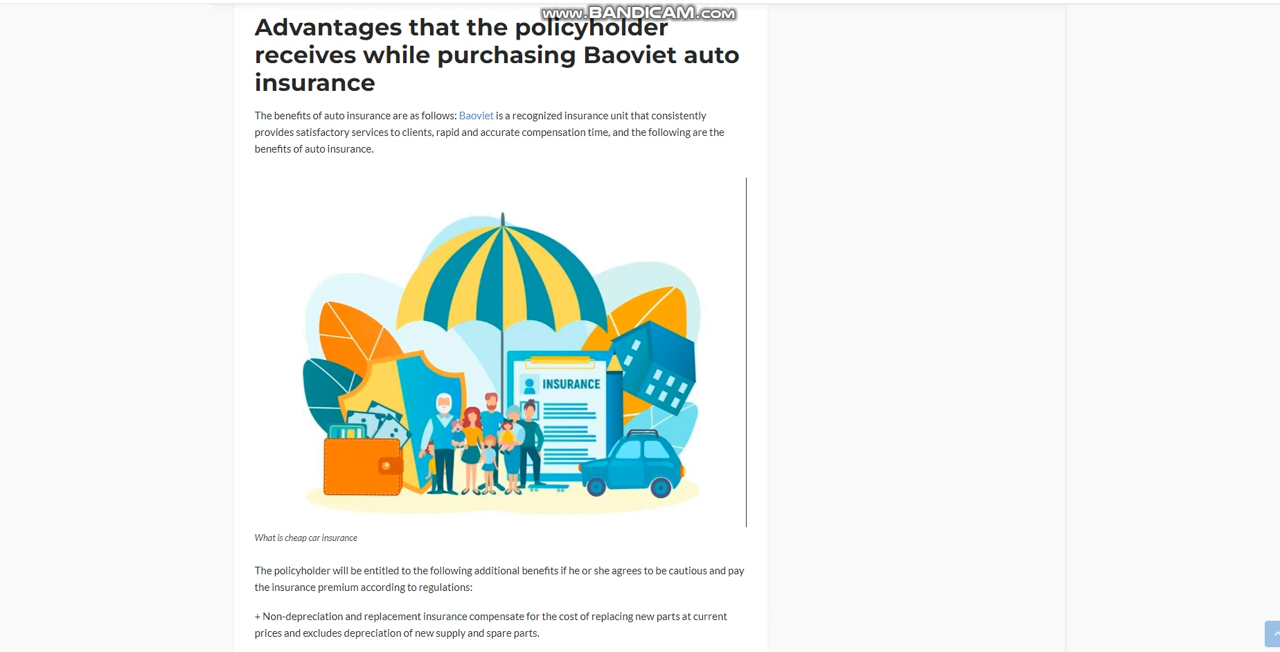 www.BANDICAM.com
Advantages that the policyholder
receives while purchasing Baoviet auto
insurance
The benefits of auto insurance are as follows: Baoviet is a recognized insurance unit that consistently
provides satisfactory services to clients, rapid and accurate compensation time, and the following are the
benefits of auto insurance.
INSURANCE
What is cheap car insurance
The policyholder will be entitled to the following additional benefits if he or she agrees to be cautious and pay
the insurance premium according to regulations:
+ Non-depreciation and replacement insurance compensate for the cost of replacing new parts at current
prices and excludes depreciation of new supply and spare parts.